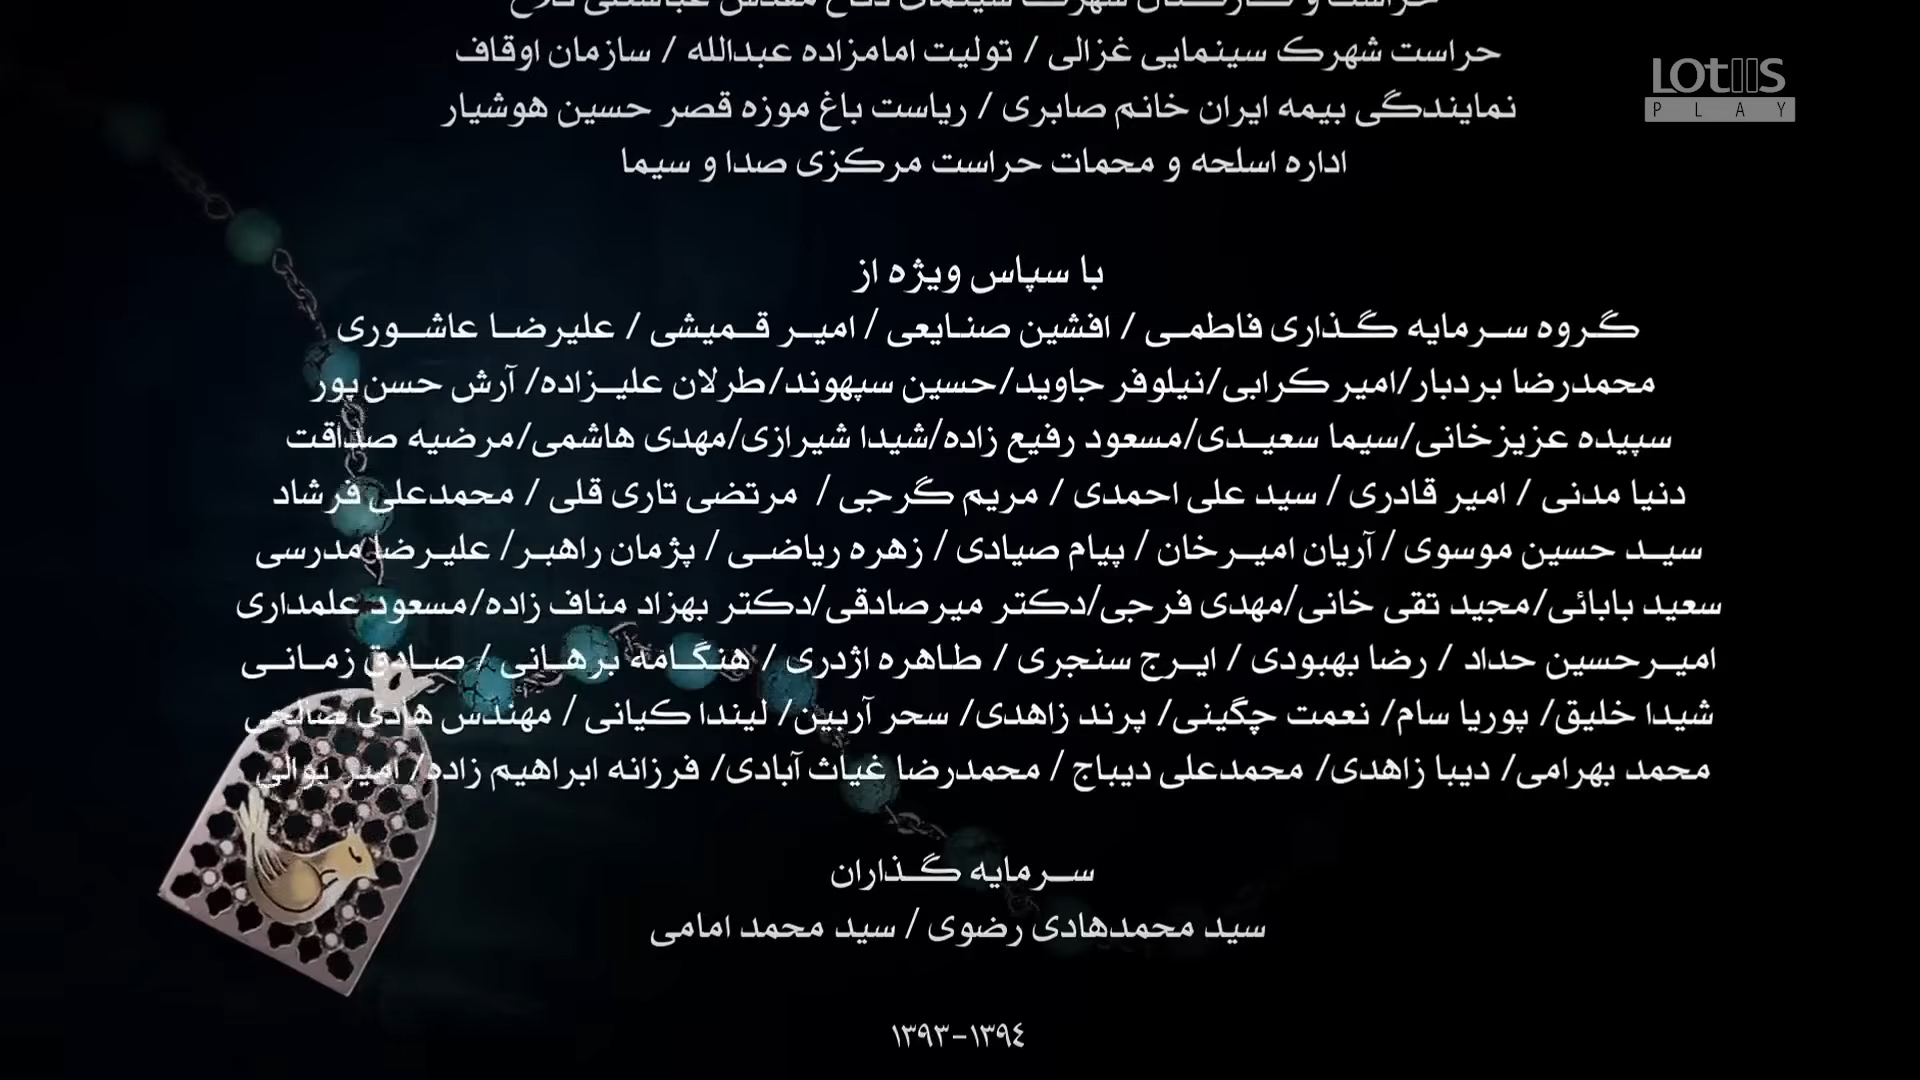 حراست شهرک سینمایی غزالی / تولیت امامزاده عبدالله / سازمان اوقاف
LOTUS
PLAY
نمایندگی بیمه ایران خانم صابری / ریاست باغ موزه قصر حسین هوشیار
اداره اسلحه و محمات حراست مرکزی صدا و سیما
با سپاس ویژه از
گروه سرمایه گذاری فاطمی / افشین صنایعی / امیر قمیشی / علیرضا عاشوری
محمدرضا بردبار/امیرکرابی/نیلوفر جاوید/حسین سپهوند/طرلان علیزاده/ آرش حسن‌پور
سپیده عزیزخانی/سیما سعیدی/مسعود رفیع زاده/شیدا شیرازی/مهدی هاشمی/مرضیه صداقت
دنیا مدنی / امیر قادری / سید علی احمدی / مریم گرجی / مرتضی تاری قلی / محمدعلی فرشاد
سید حسین موسوی / آریان امیرخان / پیام صیادی / زهره ریاضی / پژمان راهبر/ علیرضا مدرسی
سعید بابائی/مجید تقی خانی/مهدی فرجی/دکتر میرصادقی/دکتر بهزاد مناف زاده/مسعود علمداری
امیرحسین حداد / رضا بهبودی / ایرج سنجری / طاهره اژدری / هنگامه برهانی / صادق زمانی
شیدا خلیق/ پوریا سام/ نعمت چگینی/ پرند زاهدی/ سحر آربین/ لیندا کیانی / مهندس هادی صالحی
محمد بهرامی/ دیبا زاهدی/ محمدعلی دیباج / محمدرضا غیاث آبادی/ فرزانه ابراهیم زاده/ امیر
سرمایه گذاران
سید محمدهادی رضوی / سید محمد امامی
۱۳۹۳-۱۳۹٤